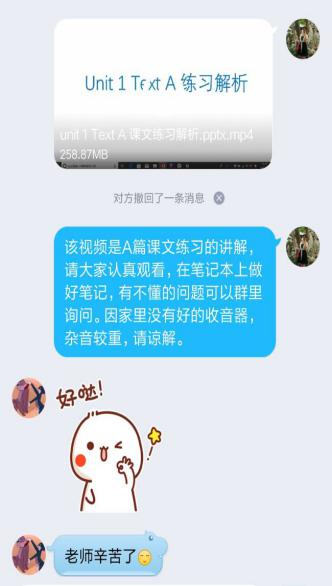 Unit 1 Text A 练习解析
unit 1 Text A 课文练习解析.pptx.mp4
258.87MB
对方撤回了一条消息
该视频是A篇课文练习的讲解，
请大家认真观看，在笔记本上做
好笔记，有不懂的问题可以群里
询问。因家里没有好的收音器，
杂音较重，请谅解。
好哒!
老师辛苦了